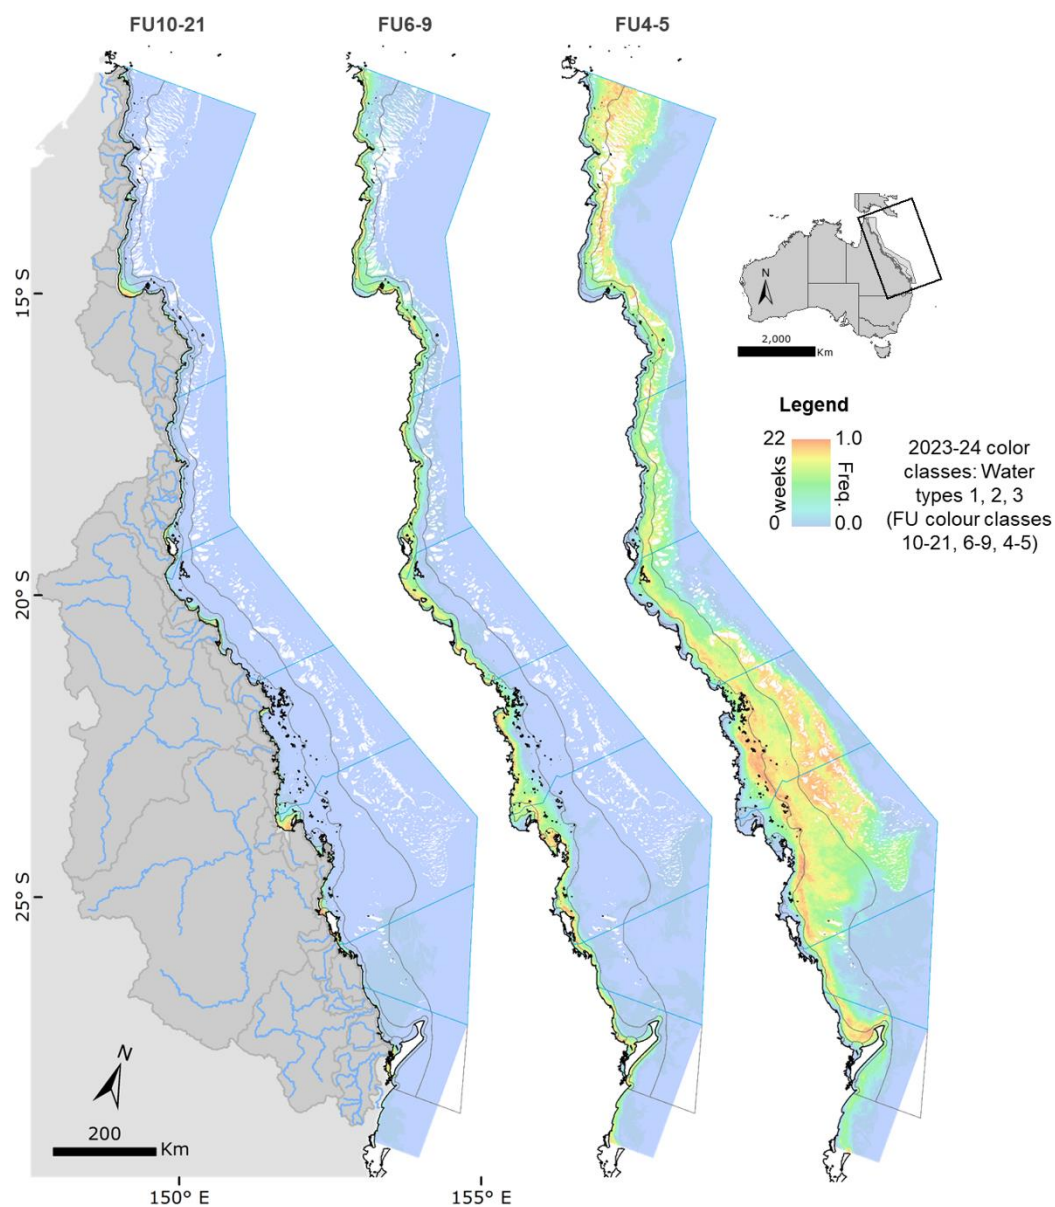 FU10-21
FU6-9
FU4-5
15° S
20° S
25° S
N
2,000
Km
Legend
22
weeks
0
1.0
Freq.
0.0
2023-24 color
classes: Water
types 1, 2, 3
(FU colour classes
10-21, 6-9, 4-5)
N
200
Km
150° E
155° E